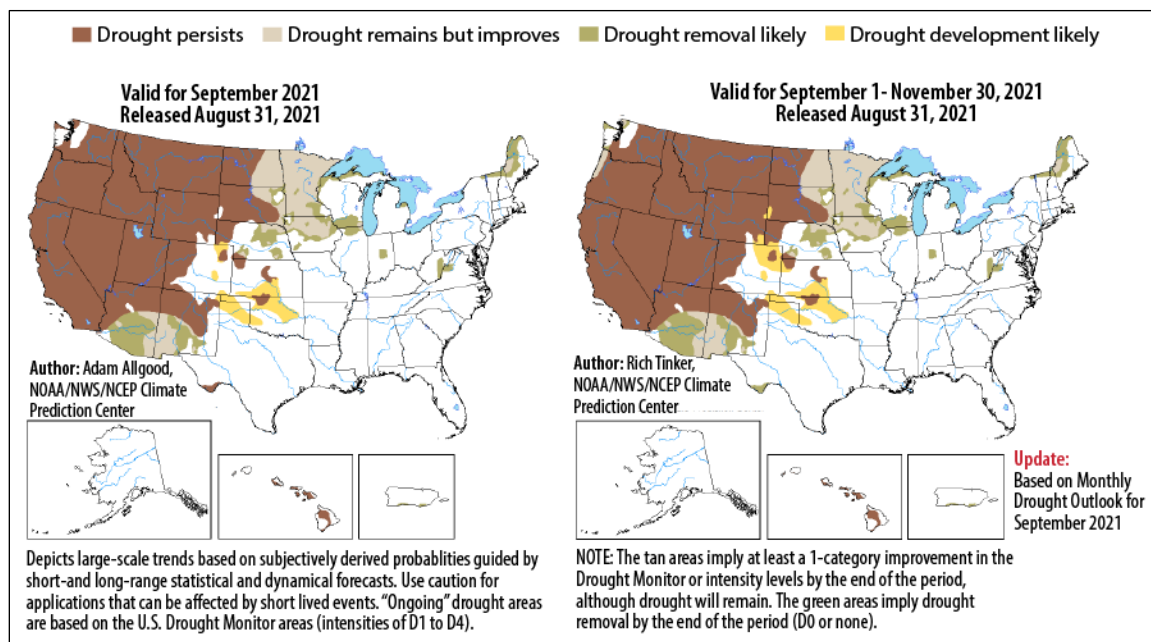 Drought persists
Drought remains but improves
Drought removal likely
Drought development likely
Valid for September 2021
Released August 31, 2021
Author: Adam Allgood,
NOAA/NWS/NCEP Climate
Prediction Center
Depicts large-scale trends based on subjectively derived probablities guided by
short-and long-range statistical and dynamical forecasts. Use caution for
applications that can be affected by short lived events. “Ongoing” drought areas
are based on the U.S. Drought Monitor areas (intensities of D1 to D4).
Valid for September 1- November 30, 2021
Released August 31, 2021
Author: Rich Tinker,
NOAA/NWS/NCEP Climate
Prediction Center
Update:
Based on Monthly
Drought Outlook for
September 2021
NOTE: The tan areas imply at least a 1-category improvement in the
Drought Monitor or intensity levels by the end of the period,
although drought will remain. The green areas imply drought
removal by the end of the period (D0 or none).